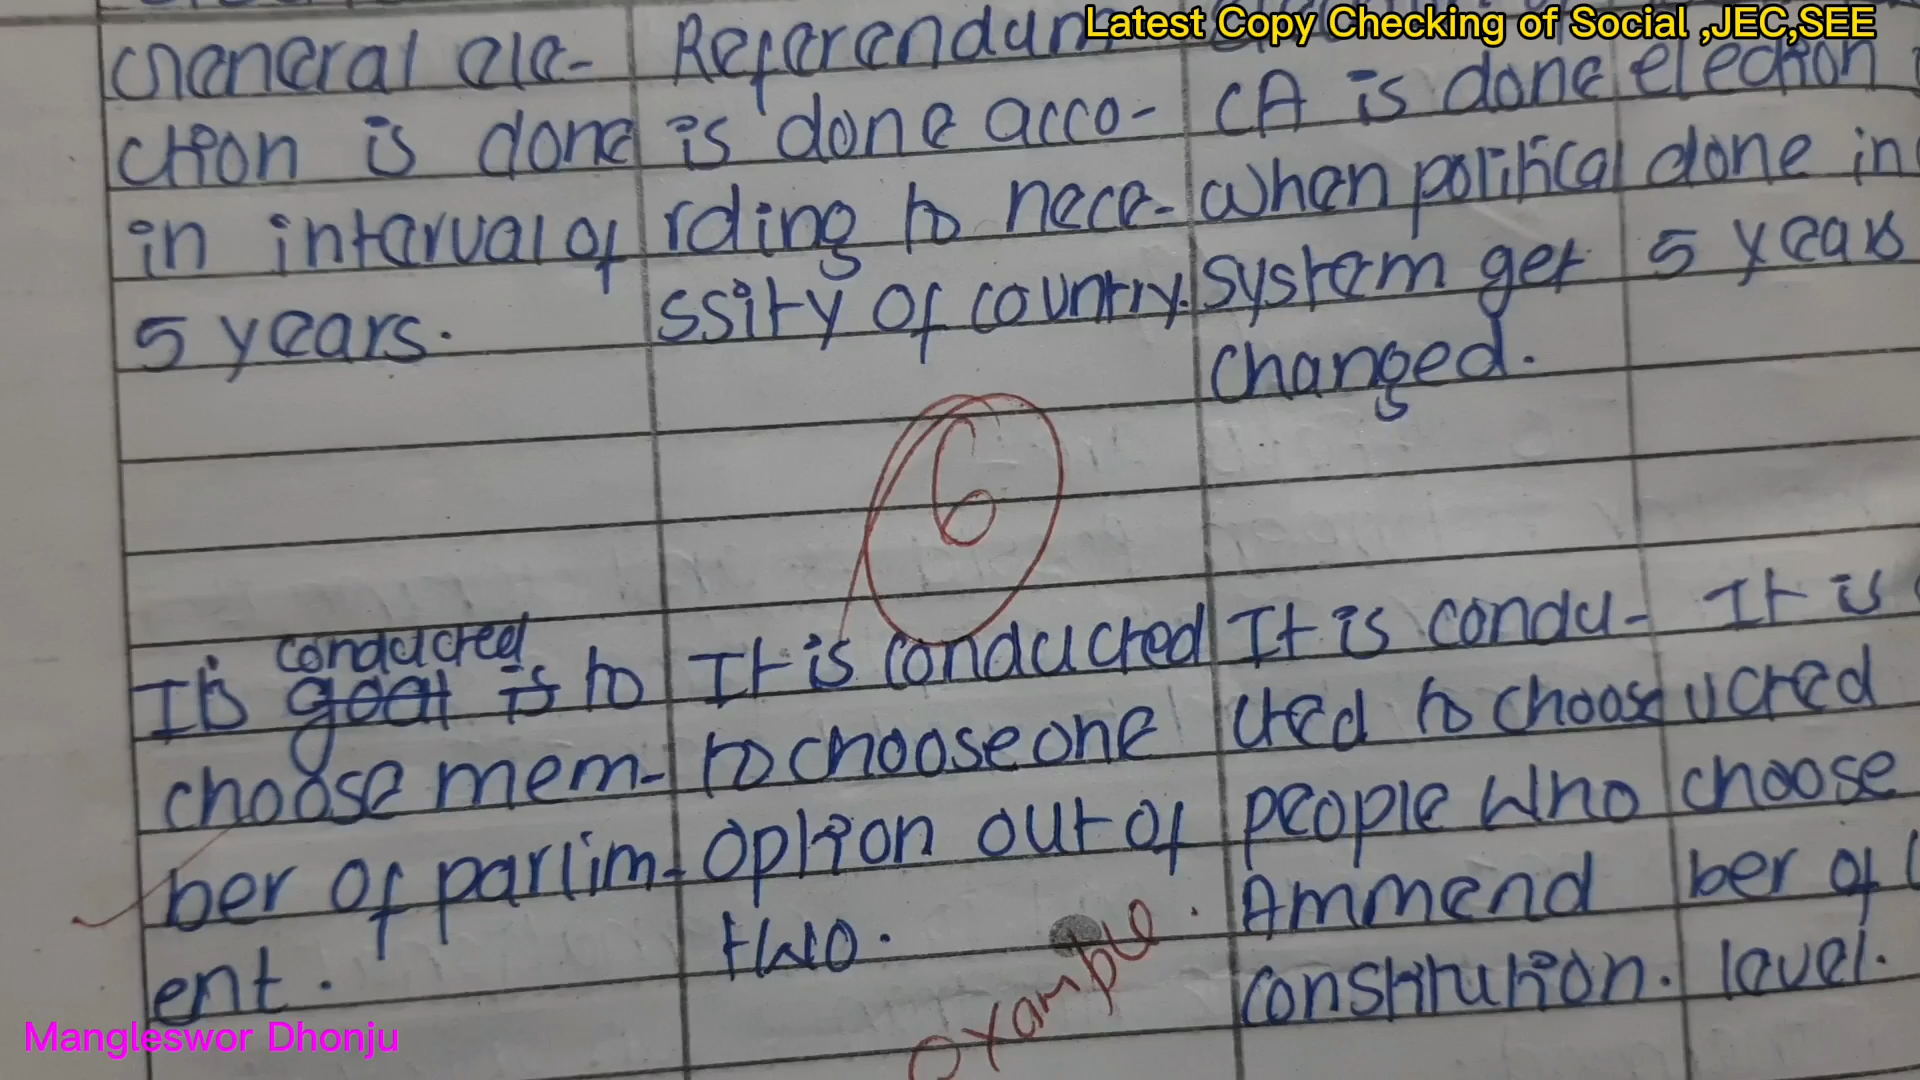 Latest Copy Checking of Social ,JEC,SEE
General ele-
ction is done
in interval of
5 years.
Referendum
is done acco-
rding to nece-
ssity of country.
CA is done
when political
system get
changed.
election
done in
5 years
6
conducted
It is goal is to
choose mem-
ber of parlim-
ent.
It is conducted
to choose one
option out of
two.
example.
It is condu-
cted to choose
people who
Ammend
constitution.
It is
ucted
choose
ber of
level.
Mangleswor Dhonju